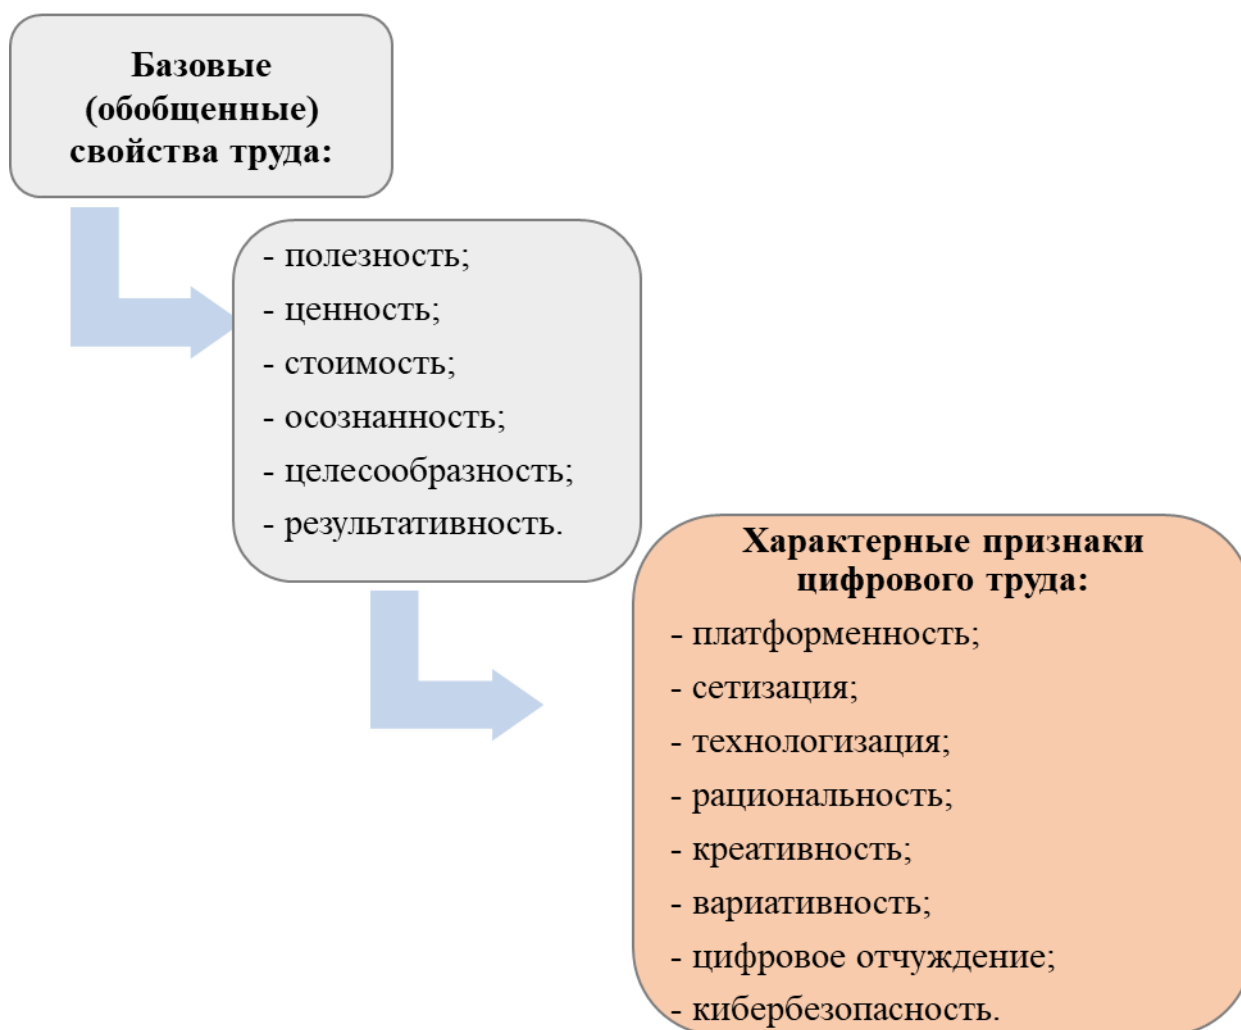 Базовые
(обобщенные)
свойства труда:
- полезность;
- ценность;
- стоимость;
- осознанность;
- целесообразность;
- результативность.
Характерные признаки
цифрового труда:
- платформенность;
- сетизация;
- технологизация;
- рациональность;
- креативность;
- вариативность;
- цифровое отчуждение;
- кибербезопасность.